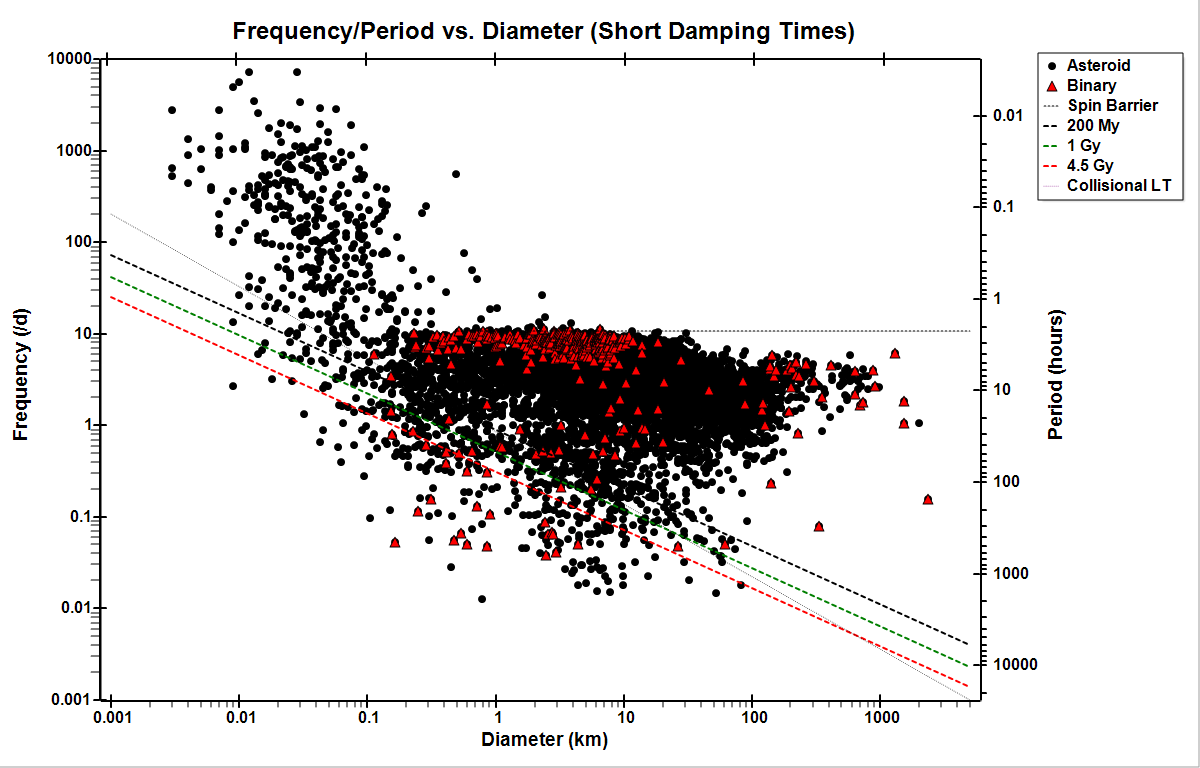 Frequency/Period vs. Diameter (Short Damping Times)
Asteroid
Binary
Spin Barrier
200 My
1 Gy
4.5 Gy
Collisional LT
Frequency (/d)
10000
1000
100
10
1
0.1
0.01
0.001
0.001
0.01
0.1
1
10
100
1000
Diameter (km)
0.01
0.1
1
10
100
1000
10000
Period (hours)